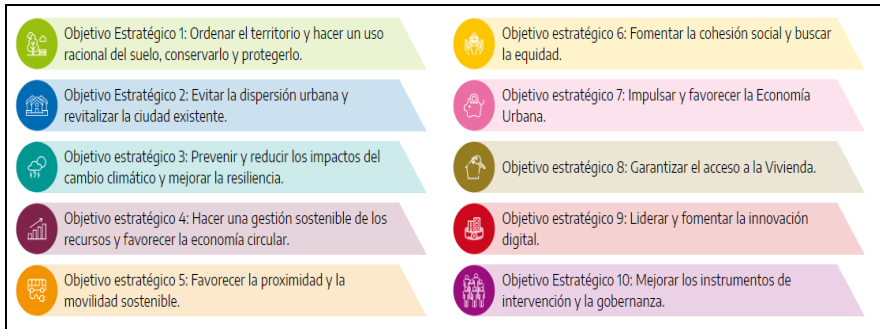 Objetivo Estratégico 1: Ordenar el territorio y hacer un uso
racional del suelo, conservarlo y protegerlo.
Objetivo Estratégico 2: Evitar la dispersión urbana y
revitalizar la ciudad existente.
Objetivo estratégico 3: Prevenir y reducir los impactos del
cambio climático y mejorar la resiliencia.
Objetivo estratégico 4: Hacer una gestión sostenible de los
recursos y favorecer la economía circular.
Objetivo estratégico 5: Favorecer la proximidad y la
movilidad sostenible.
Objetivo estratégico 6: Fomentar la cohesión social y buscar
la equidad.
Objetivo estratégico 7: Impulsar y favorecer la Economía
Urbana.
Objetivo estratégico 8: Garantizar el acceso a la Vivienda.
Objetivo estratégico 9: Liderar y fomentar la innovación
digital.
Objetivo Estratégico 10: Mejorar los instrumentos de
intervención y la gobernanza.